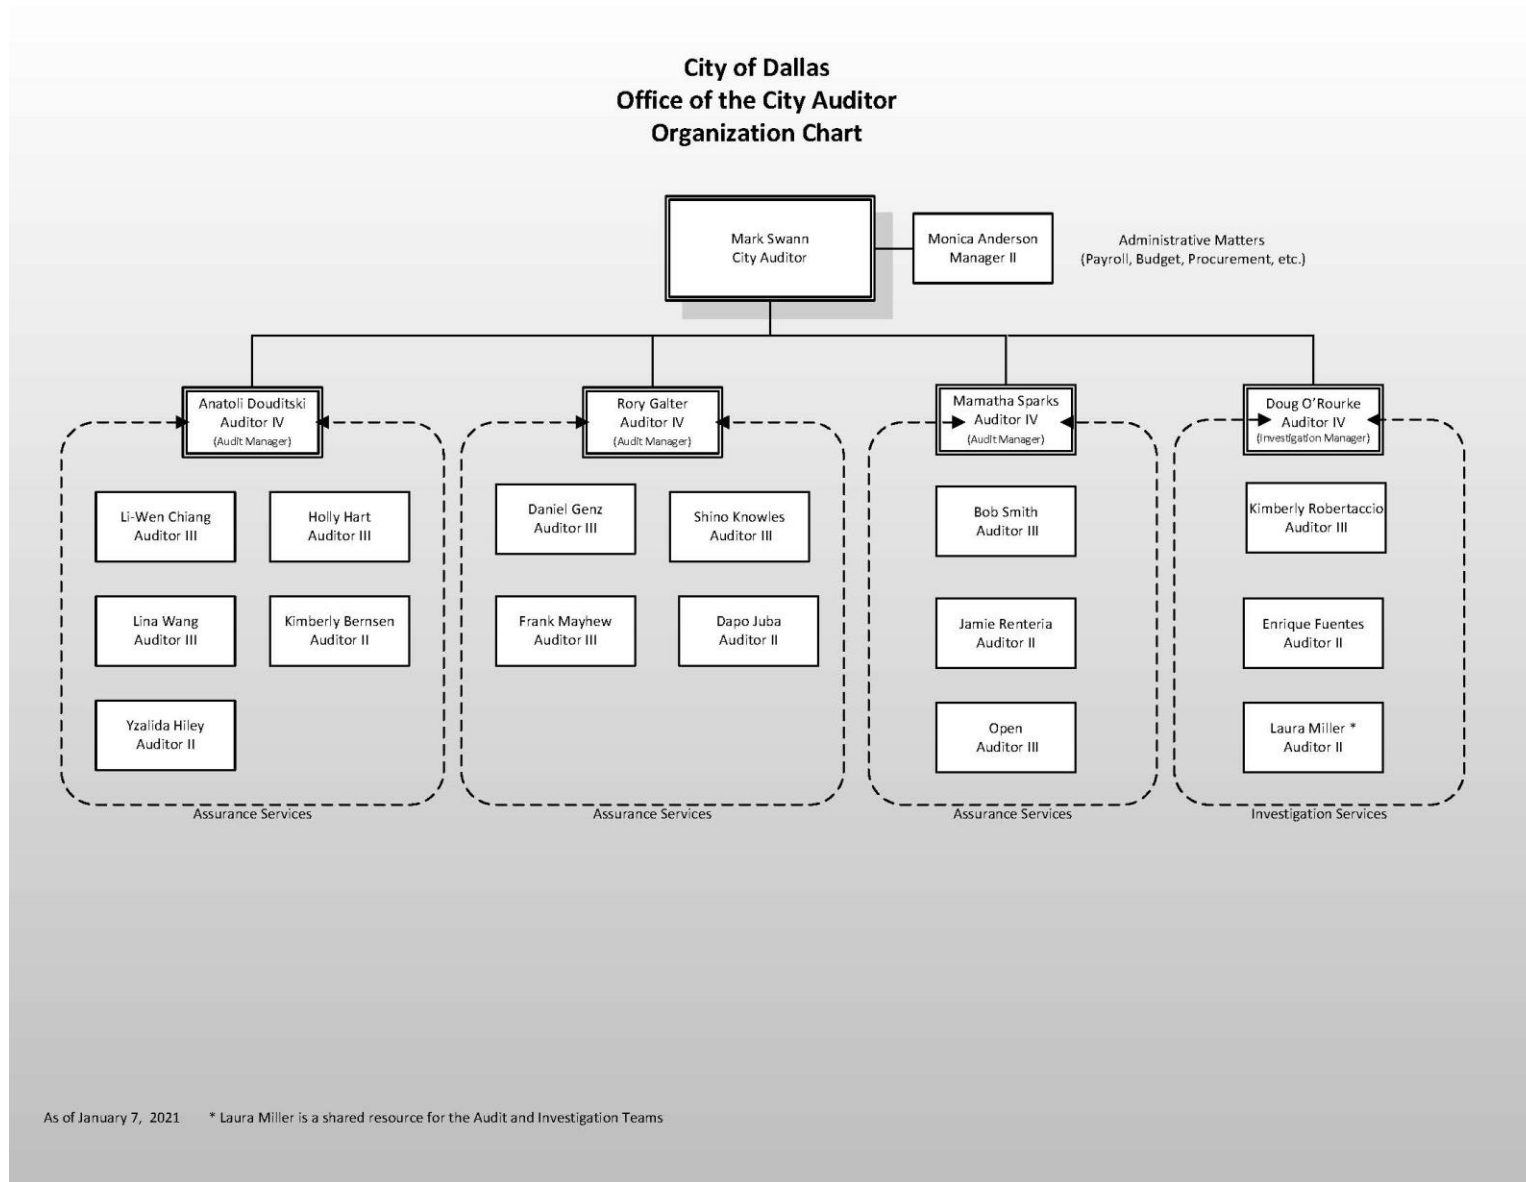 City of Dallas
Office of the City Auditor
Organization Chart
Mark Swann
City Auditor
Monica Anderson
Manager II
Administrative Matters
(Payroll, Budget, Procurement, etc.)
Anatoli Douditski
Auditor IV
(Audit Manager)
Rory Galter
Auditor IV
(Audit Manager)
Mamatha Sparks
Auditor IV
(Audit Manager)
Doug O'Rourke
Auditor IV
(Investigation Manager)
Li-Wen Chiang
Auditor III
Holly Hart
Auditor III
Lina Wang
Auditor III
Kimberly Bernsen
Auditor II
Yzalida Hiley
Auditor II
Assurance Services
Daniel Genz
Auditor III
Shino Knowles
Auditor III
Frank Mayhew
Auditor III
Dapo Juba
Auditor II
Assurance Services
Bob Smith
Auditor III
Jamie Renteria
Auditor II
Open
Auditor III
Assurance Services
Kimberly Robertaccio
Auditor III
Enrique Fuentes
Auditor II
Laura Miller *
Auditor II
Investigation Services
As of January 7, 2021 * Laura Miller is a shared resource for the Audit and Investigation Teams